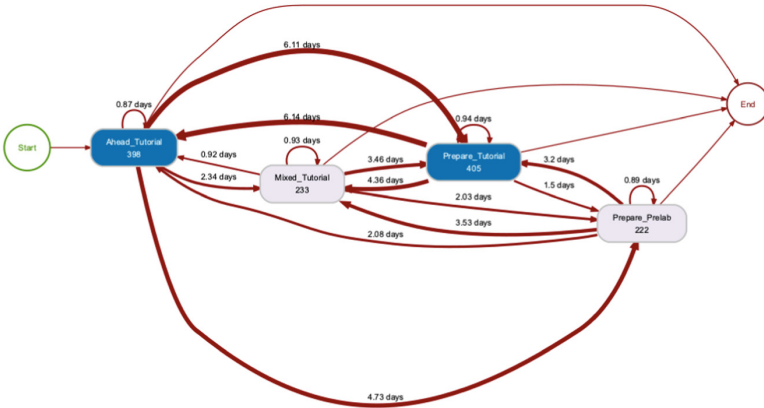 6.11 days
0.87 days
End
6.14 days
0.94 days
Start
Ahead_Tutorial
398
0.93 days
0.92 days
Prepare_Tutorial
405
3.46 days
3.2 days
Mixed_Tutorial
233
2.34 days
4.36 days
1.5 days
0.89 days
2.03 days
Prepare_Prelab
222
3.53 days
2.08 days
4.73 days